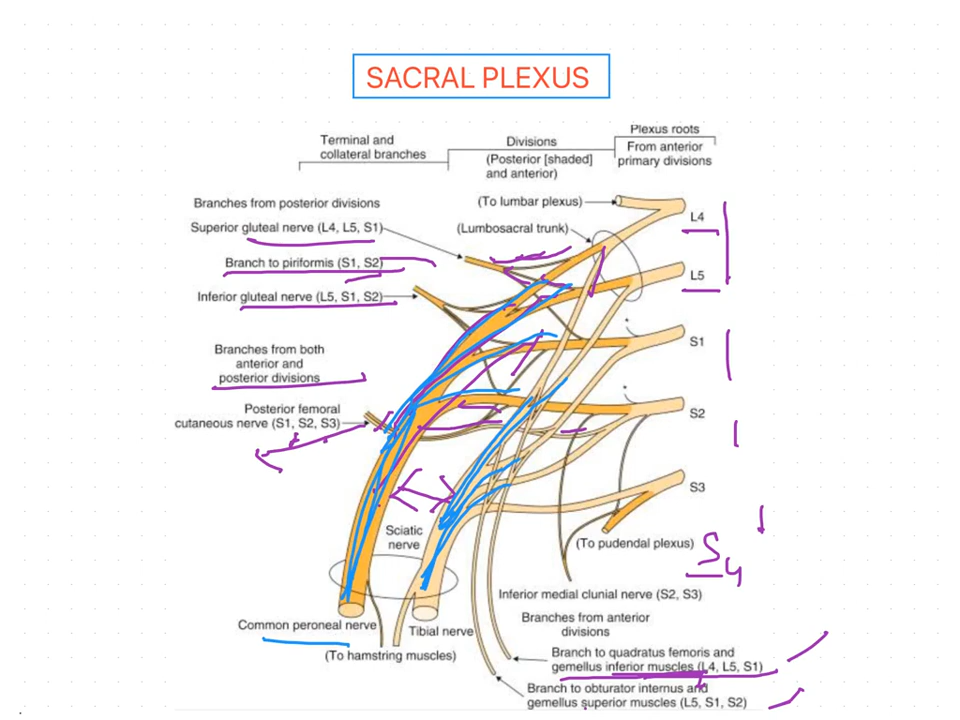 SACRAL PLEXUS
Plexus roots
Terminal and
collateral branches
Divisions
(Posterior [shaded]
and anterior)
From anterior
primary divisions
Branches from posterior divisions
(To lumbar plexus)
Superior gluteal nerve (L4, L5, S1)
(Lumbosacral trunk)
L4
Branch to piriformis (S1, S2)
L5
Inferior gluteal nerve (L5, S1, S2)
S1
Branches from both
anterior and
posterior divisions
Posterior femoral
cutaneous nerve (S1, S2, S3)
S2
S3
Sciatic
nerve
(To pudendal plexus)
S4
Inferior medial clunial nerve (S2, S3)
Common peroneal nerve
Tibial nerve
Branches from anterior
divisions
(To hamstring muscles)
Branch to quadratus femoris and
gemellus inferior muscles (L4, L5, S1)
Branch to obturator internus and
gemellus superior muscles (L5, S1, S2)